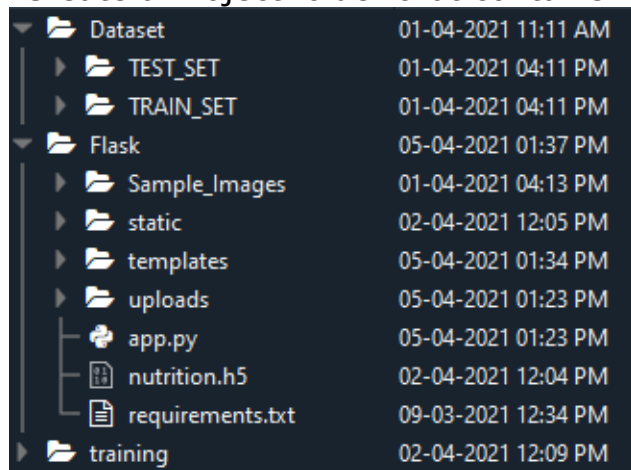 Dataset 01-04-2021 11:11 AM
TEST_SET 01-04-2021 04:11 PM
TRAIN_SET 01-04-2021 04:11 PM
Flask 05-04-2021 01:37 PM
Sample_Images 01-04-2021 04:13 PM
static 02-04-2021 12:05 PM
templates 05-04-2021 01:34 PM
uploads 05-04-2021 01:23 PM
app.py 05-04-2021 01:23 PM
nutrition.h5 02-04-2021 12:04 PM
requirements.txt 09-03-2021 12:34 PM
training 02-04-2021 12:09 PM